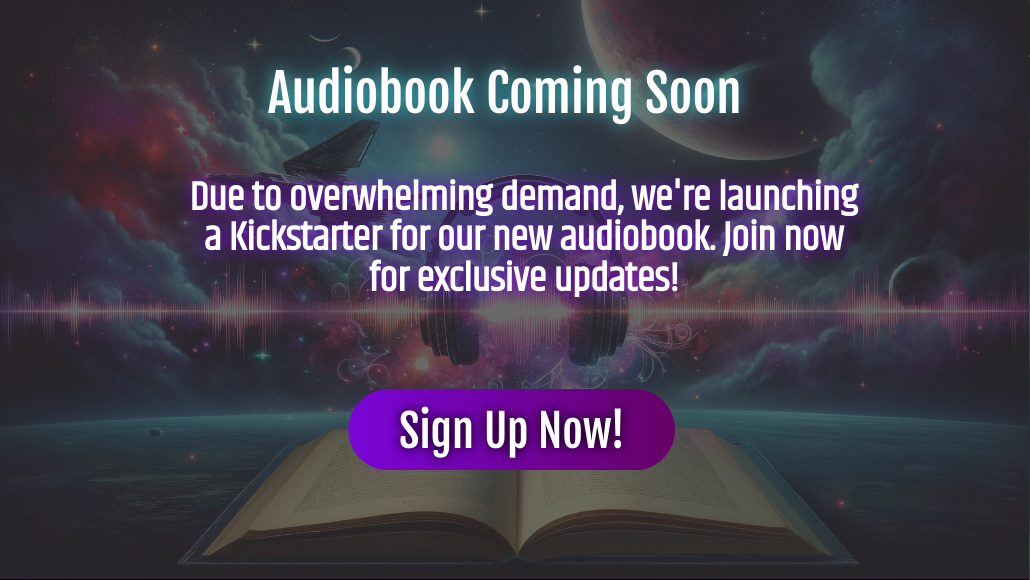 Audiobook Coming Soon
Due to overwhelming demand, we're launching
a Kickstarter for our new audiobook. Join now
for exclusive updates!
Sign Up Now!